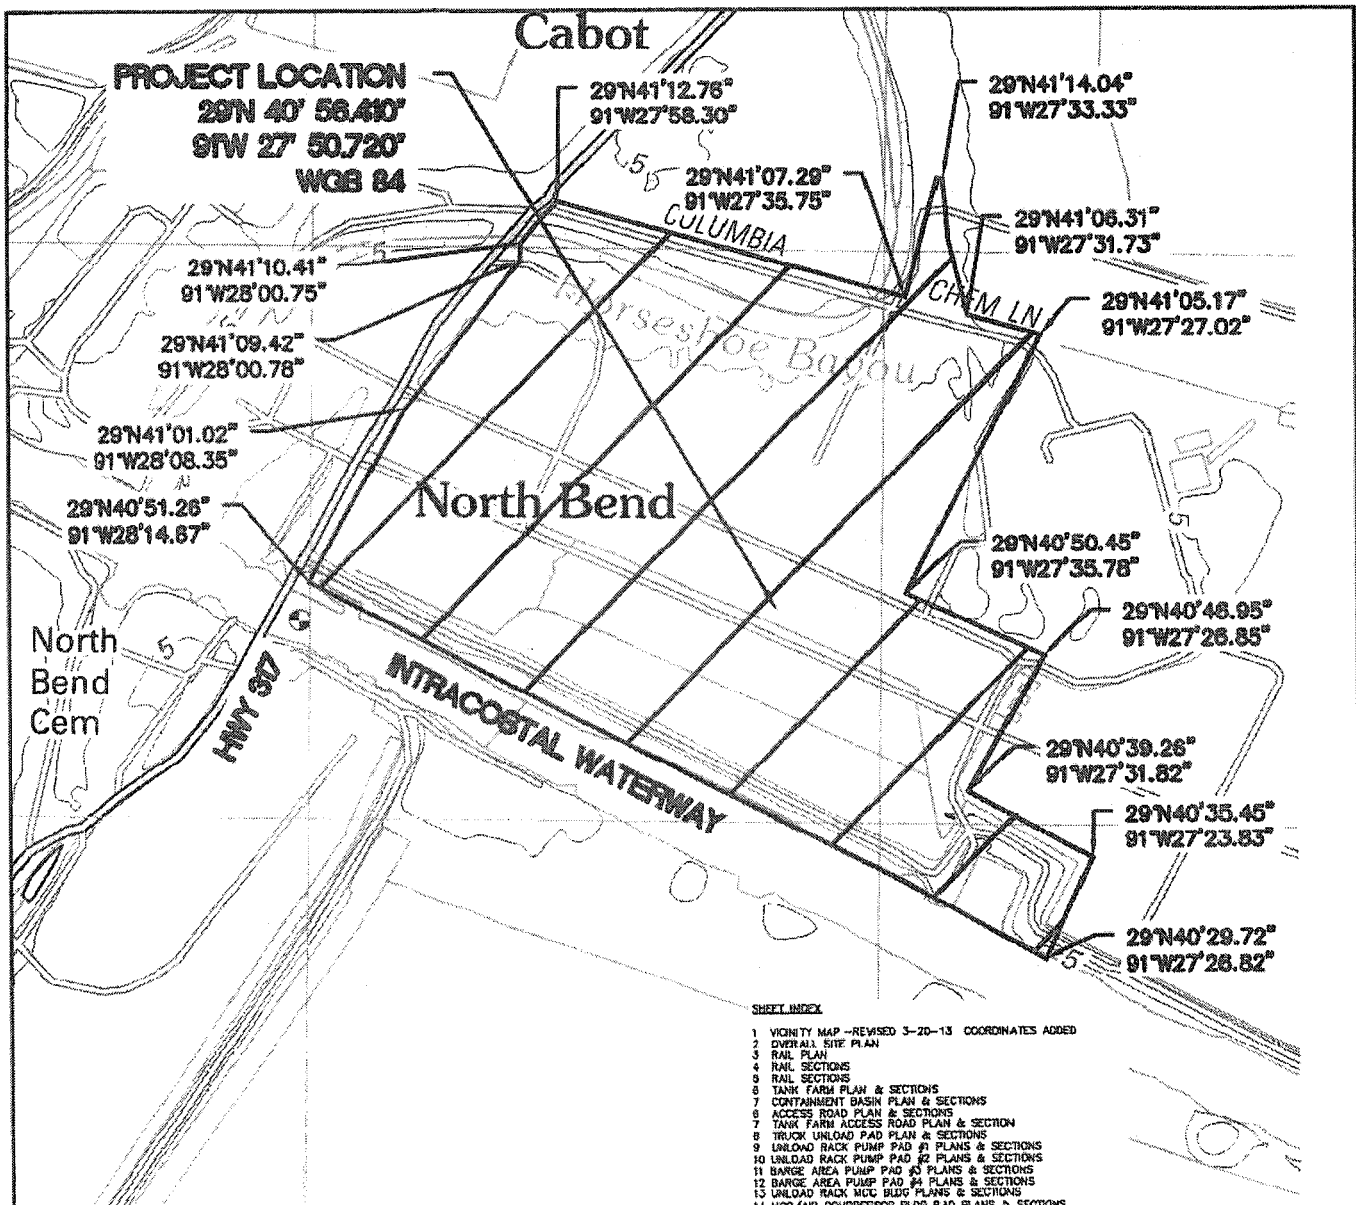 Cabot
PROJECT LOCATION
29°N 40' 56.410"
91°W 27' 50.720"
WGB 84
29°N41'12.76"
91°W27'58.30"
29°N41'14.04"
91°W27'33.33"
5
29°N41'07.29"
91°W27'35.75"
COLUMBIA
29°N41'06.31"
91°W27'31.73"
5
29°N41'10.41"
91°W28'00.75"
CHEM LN
29°N41'05.17"
91°W27'27.02"
Horseshoe Bayou
29°N41'09.42"
91°W28'00.78"
29°N41'01.02"
91°W28'08.35"
North Bend
29°N40'51.26"
91°W28'14.67"
5
29°N40'50.45"
91°W27'35.78"
29°N40'46.95"
91°W27'26.85"
North
Bend
Cem
5
HWY 317
INTRACOSTAL WATERWAY
29°N40'39.26"
91°W27'31.82"
29°N40'35.45"
91°W27'23.83"
29°N40'29.72"
91°W27'26.82"
5
SHEET INDEX
1 VICINITY MAP -REVISED 3-20-13 COORDINATES ADDED
2 OVERALL SITE PLAN
3 RAIL PLAN
4 RAIL SECTIONS
5 RAIL SECTIONS
6 TANK FARM PLAN & SECTIONS
7 CONTAINMENT BASIN PLAN & SECTIONS
6 ACCESS ROAD PLAN & SECTIONS
7 TANK FARM ACCESS ROAD PLAN & SECTION
8 TRUCK UNLOAD PAD PLAN & SECTIONS
9 UNLOAD RACK PUMP PAD #1 PLANS & SECTIONS
10 UNLOAD RACK PUMP PAD #2 PLANS & SECTIONS
11 BARGE AREA PUMP PAD #3 PLANS & SECTIONS
12 BARGE AREA PUMP PAD #4 PLANS & SECTIONS
13 UNLOAD RACK MCC BLDG PLANS & SECTIONS